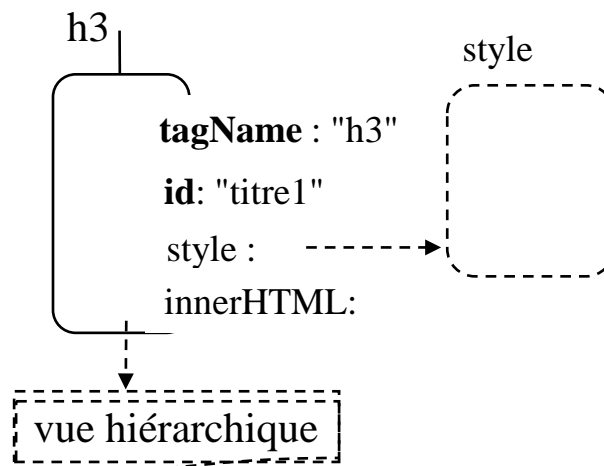 h3
style
tagName : "h3"
id: "titre1"
style :
innerHTML:
vue hiérarchique